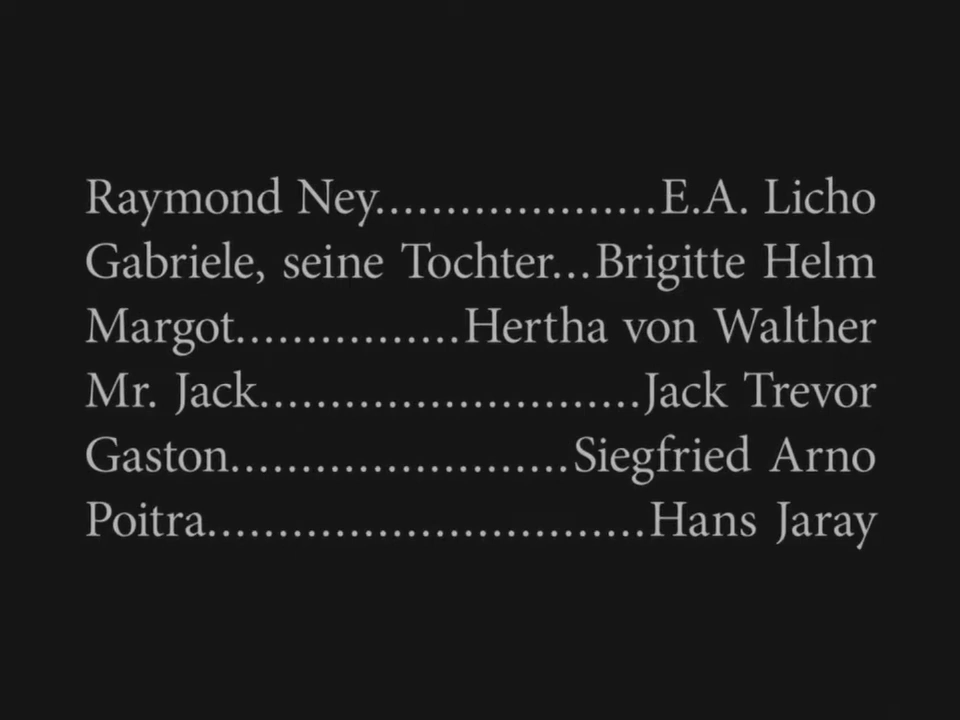 Raymond Ney....................E.A. Licho
Gabriele, seine Tochter...Brigitte Helm
Margot................Hertha von Walther
Mr. Jack...........................Jack Trevor
Gaston........................Siegfried Arno
Poitra...............................Hans Jaray